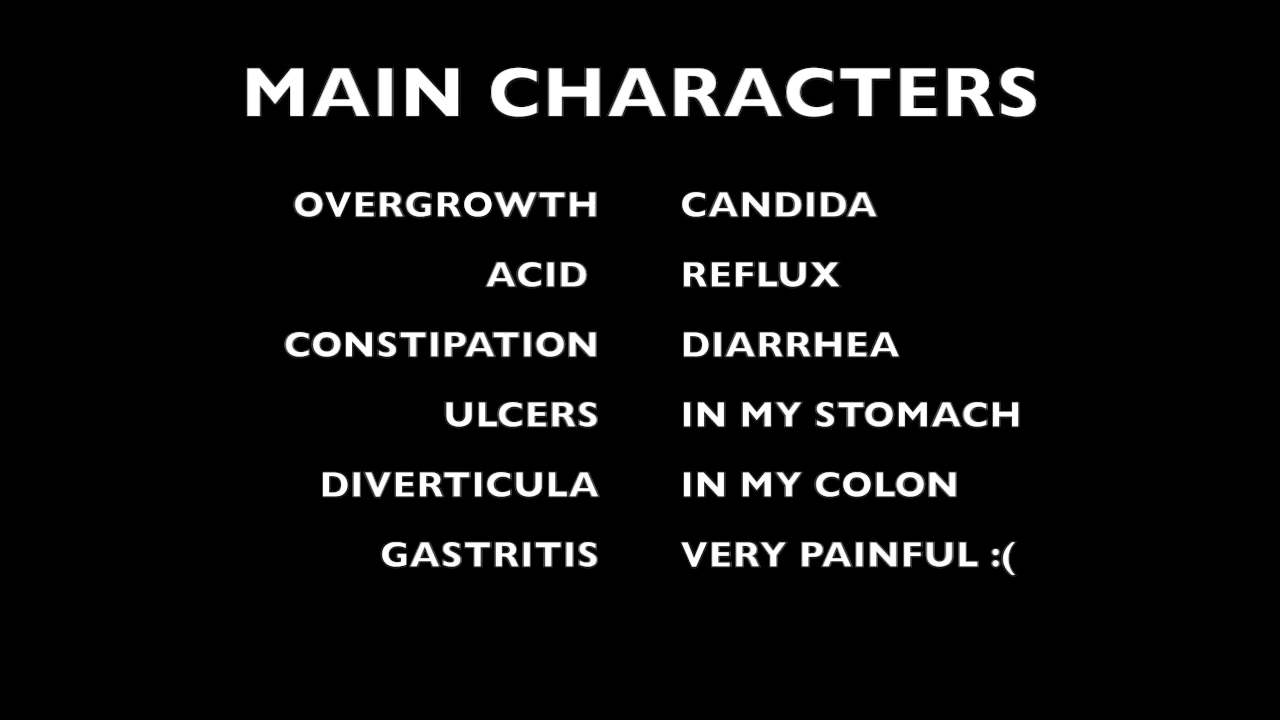 MAIN CHARACTERS
OVERGROWTH CANDIDA
ACID REFLUX
CONSTIPATION DIARRHEA
ULCERS IN MY STOMACH
DIVERTICULA IN MY COLON
GASTRITIS VERY PAINFUL :(